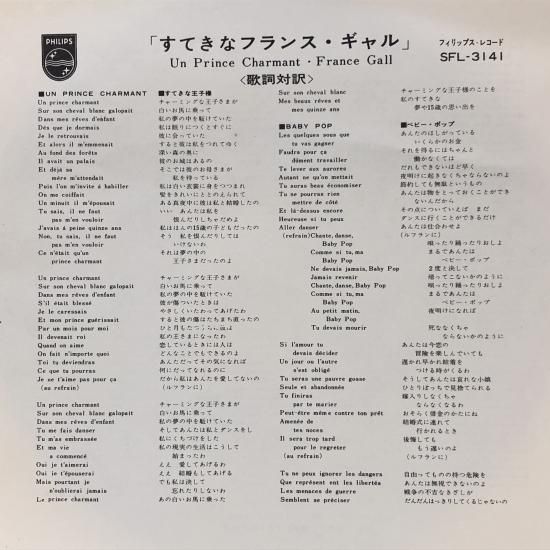 PHILIPS
「すてきなフランス・ギャル」
Un Prince Charmant・France Gall
〈歌詞対訳〉
フィリップス・レコード
SFL-3141
■UN PRINCE CHARMANT
Un prince charmant
Sur son cheval blanc galopait
Dans mes rêves d'enfant
Dès que je dormais
Je le retrouvais
Et alors il m'emmenait
Au fond des forêts
Il avait un palais
Et déjà sa
mère m'attendait
Puis l'on m'invite à habiller
On me coiffait
Un minuit il m'épousait
Tu sais, il ne faut
pas m'en vouloir
J'avais à peine quinze ans
Non, tu sais, il ne faut
pas m'en vouloir
Ce n'était qu'un
prince charmant
Un prince charmant
Sur son cheval blanc galopait
Dans mes rêves d'enfant
S'il était blessé
Je le caressais
Et mon prince guérissait
Par un mois pour moi
Il devenait roi
Quand on aime
On fait n'importe quoi
Toi tu deviendras
Ce que tu pourras
Je ne t'aime pas pour ça
(au refrain)
Un prince charmant
Sur son cheval blanc galopait
Dans mes rêves d'enfant
Tu me fais danser
Tu m'as embrassée
Et ma vie
a commencé
Oui je t'aimerai
Oui je t'épouserai
Mais pourtant je
n'oublierai jamais
Le prince charmant
■すてきな王子様
チャーミングな王子さまが
白いお馬に乗って
私の夢の中を駆けていた
私は眠りにつくとすぐに
彼に会っていた
すると彼は私をつれてゆく
深い森の奥に
彼のお城はあるの
そこでは彼のお母さまが
私を待っている
私は白い衣裳に身をつつまれ
髪をきれいにととのえられて
ある真夜中に彼は私と結婚したの
いい あんたは私を
恨んだりしちゃだめよ
私はほんの15歳の子どもだったの
そう 私を恨んだりしては
いけないわ
それは夢の中の
王子さまだったのよ
チャーミングな王子さまが
白いお馬に乗って
私の夢の中を駆けていた
彼が傷ついたときは
やさしくいたわってあげたわ
すると彼の傷はたちまち直ったの
私の王さまになったわ
恋しているときには人は
どんなことでもできるのよ
あんただってその気になれば
何にだってなれるのに
だから私はあんたを愛してないの
(ルフランに)
チャーミングな王子さまが
白いお馬に乗って
私の夢の中を駆けていた
そしてあんたは私とダンスをし
私にくちづけをした
私の現実の生活はこうして
始まったわ
ええ 愛してあげるわ
ええ 結婚もしてあげる
でも私は決して
忘れたりしないわ
あの白いお馬に乗った
Sur son cheval blanc
Mes beaux rêves et
mes quinze ans
■BABY POP
Les quelques sous que
tu vas gagner
Faudra pour ça
dûment travailler
Te lever aux aurores
Autant ne qu'on mettait
Tu auras beau économiser
Tu ne pourras rien
mettre de côté
Et là-dessus encore
Heureuse si tu peux
Aller danser
(refrain)Chante, danse,
Baby Pop
Comme si tu, ma
Baby Pop
Ne devais jamais, Baby Pop
Jamais revenir
Chante, danse, Baby Pop
Comme si tu, ma
Baby Pop
Au petit matin,
Baby Pop
Tu devais mourir
Si l'amour tu
devais décider
Un jour ou l'autre
s'est obligé
Tu seras une pauvre gosse
Seule et abandonnée
Tu finiras
par te marier
Peut-être même contre ton prêt
Amenée de
tes noces
Il sera trop tard
pour le regretter
(au refrain)
Tu ne peux ignorer les dangers
Que représentent les libertés
Les menaces de guerre
Semblent se préciser
チャーミングな王子様のことを
私のすてきな
夢や15歳の思い出を
■ベビー・ポップ
あんたのほしがっている
いくらかのお金
それを得るにはちゃんと
働かなくては
だれもできないほど早く
夜明けに起きなくちゃならないのよ
節約しても無駄というもの
あんたは物をとっておくことができ
ないんだから
その点についていえば まだ
ダンスに行くことができるだけ
あんたは仕合わせよ
(ルフランに)
唄ったり踊ったりおしよ
まるであんたは
ベビー・ポップ
2度と決して
帰ってこないかのように
唄ったり踊ったりおしよ
まるであんたは
ベビー・ポップ
夜明けになれば
死ななくちゃ
ならないかのように
あんたは今恋の
冒険を楽しんでいても
遅かれ早かれ結着を
つける時がくるわ
そうしてあんたは哀れな小娘
ひとりぼっちで見捨てられる
嫁入りしなくちゃ
ならなくなるわ
おそらく借金のかたにね
結婚式に連れて
行かれるとき
後悔しても
もう遅いのよ
(ルフランに)
自由ってものの持つ危険を
あんたは無視できないのよ
戦争の不吉なきざしが
だんだんはっきりしてくるじゃないの